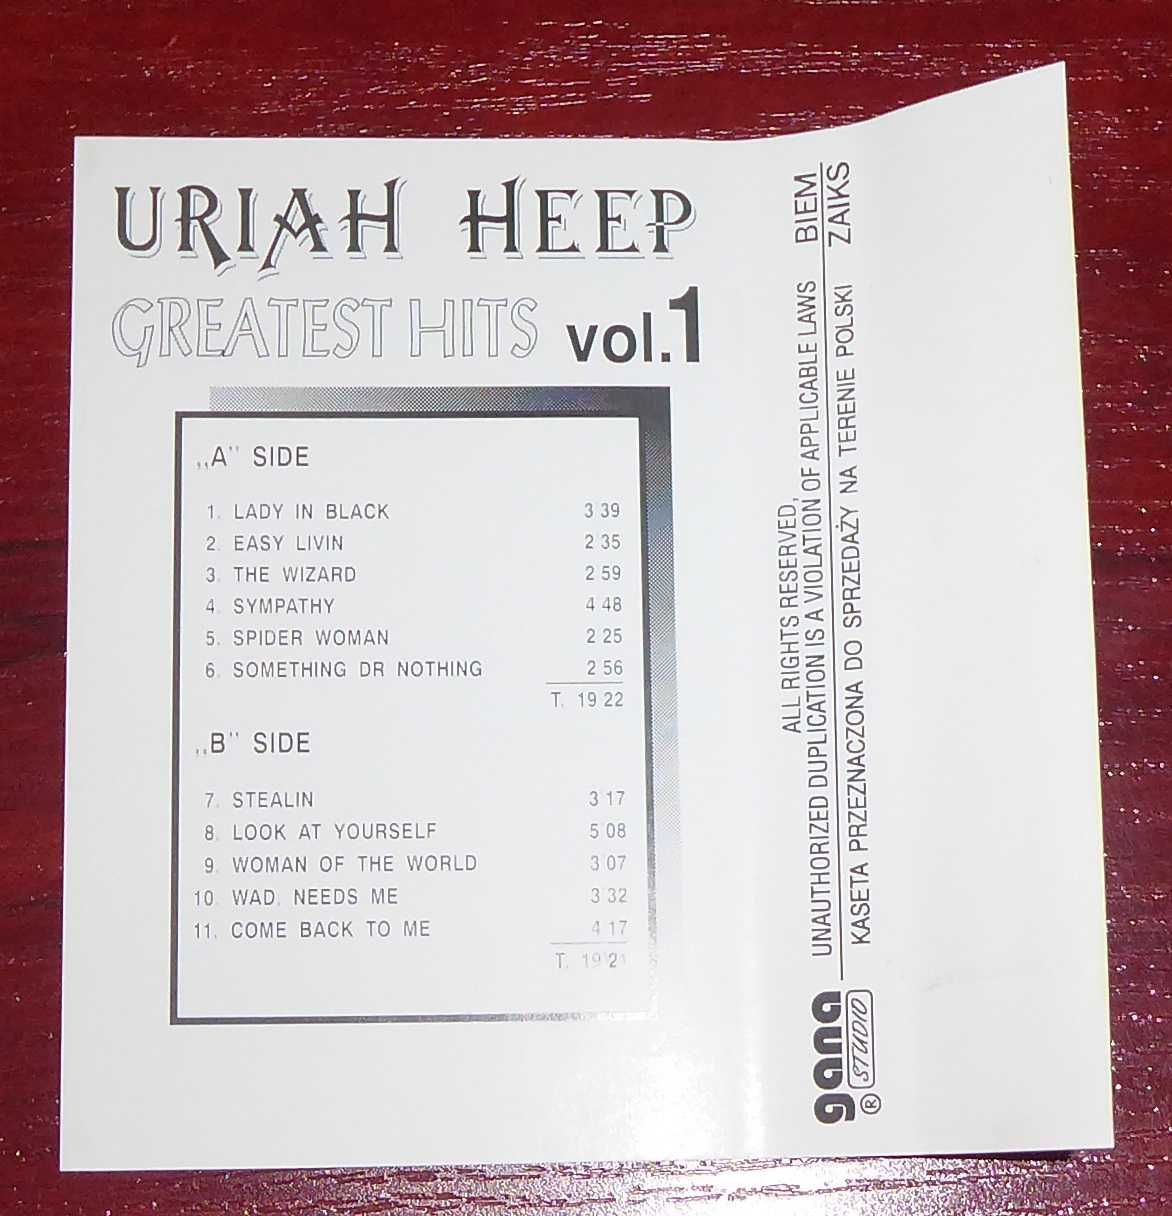 URIAH HEEP
GREATEST HITS vol.1
„A” SIDE
1. LADY IN BLACK 3'39
2. EASY LIVIN 2'35
3. THE WIZARD 2'59
4. SYMPATHY 4'48
5. SPIDER WOMAN 2'25
6. SOMETHING DR NOTHING 2'56
T. 19'22
„B” SIDE
7. STEALIN 3'17
8. LOOK AT YOURSELF 5'08
9. WOMAN OF THE WORLD 3'07
10. WAD. NEEDS ME 3'32
11. COME BACK TO ME 4'17
T. 19'21
ALL RIGHTS RESERVED,
UNAUTHORIZED DUPLICATION IS A VIOLATION OF APPLICABLE LAWS BIEM
KASETA PRZEZNACZONA DO SPRZEDAŻY NA TERENIE POLSKI ZAIKS
gana
® STUDIO